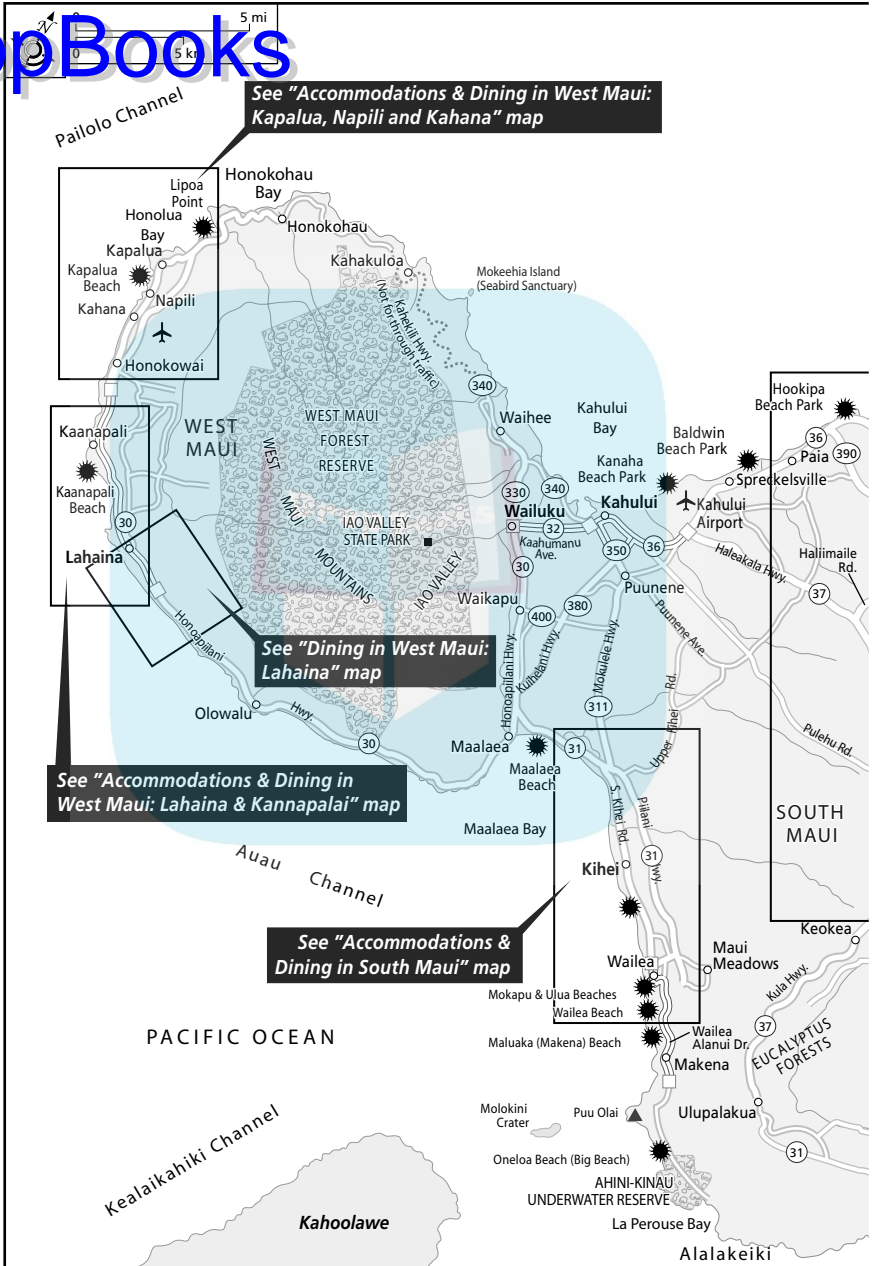 ppBooks
N
0
5 mi
0
5 km
Pailolo Channel
See "Accommodations & Dining in West Maui:
Kapalua, Napili and Kahana" map
Lipoa
Point
Honokohau
Bay
Honolua
Bay
Honokohau
Kapalua
Kapalua
Beach
Napili
Kahana
Kahakuloa
Mokeehia Island
(Seabird Sanctuary)
Kahekili Hwy.
(Not for through traffic)
Honokowai
340
Waihee
Kahului
Bay
Hookipa
Beach Park
Kaanapali
WEST
MAUI
WEST MAUI
FOREST
RESERVE
Baldwin
Beach Park
36
Paia
390
Kaanapali
Beach
Kanaha
Beach Park
Spreckelsville
WEST
MAUI
MOUNTAINS
330
340
Wailuku
Kahului
Kahului
Airport
30
IAO VALLEY
STATE PARK
IAO VALLEY
32
Kaahumanu
Ave.
350
36
Haleakala Hwy.
Haliimaile
Rd.
Lahaina
30
Puunene
37
Waikapu
400
380
Puunene Ave.
Honoapiilani
Hwy.
See "Dining in West Maui:
Lahaina" map
Honoapiilani Hwy.
Kuihelani Hwy.
Mokulele Hwy.
311
Upper Kihei
Rd.
Pulehu Rd.
Olowalu
30
Maalaea
31
Maalaea
Beach
See "Accommodations & Dining in
West Maui: Lahaina & Kannapalai" map
Maalaea Bay
S. Kihei Rd.
Piilani
Hwy.
31
SOUTH
MAUI
Auau Channel
Kihei
See "Accommodations &
Dining in South Maui" map
Keokea
Wailea
Maui
Meadows
Mokapu & Ulua Beaches
Wailea Beach
Kula Hwy.
37
PACIFIC OCEAN
Maluaka (Makena) Beach
Wailea
Alanui Dr.
EUCALYPTUS
FORESTS
Makena
Molokini
Crater
Puu Olai
Ulupalakua
Kealaikahiki Channel
31
Oneloa Beach (Big Beach)
AHINI-KINAU
UNDERWATER RESERVE
Kahoolawe
La Perouse Bay
Alalakeiki